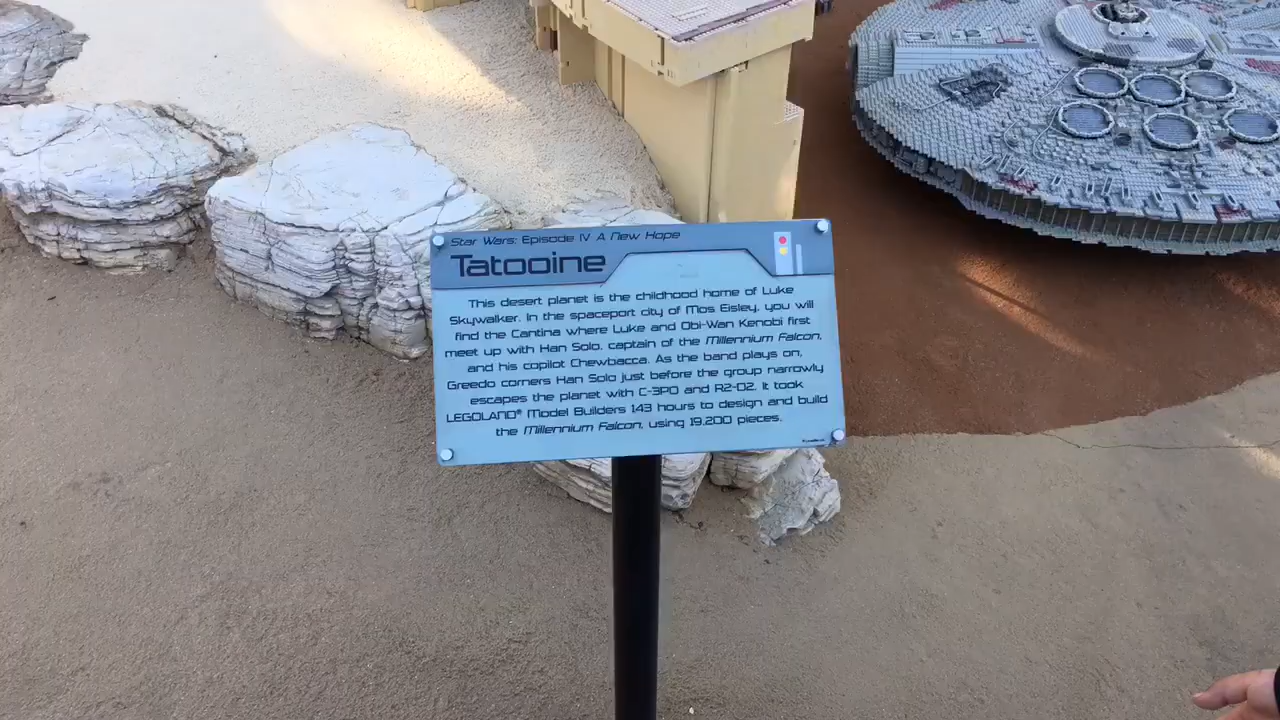 Star Wars: Episode IV A New Hope
Tatooine
This desert planet is the childhood home of Luke
Skywalker. In the spaceport city of Mos Eisley, you will
find the Cantina where Luke and Obi-Wan Kenobi first
meet up with Han Solo, captain of the Millennium Falcon,
and his copilot Chewbacca. As the band plays on,
Greedo corners Han Solo just before the group narrowly
escapes the planet with C-3PO and R2-D2. It took
LEGOLAND® Model Builders 143 hours to design and build
the Millennium Falcon, using 19,200 pieces.